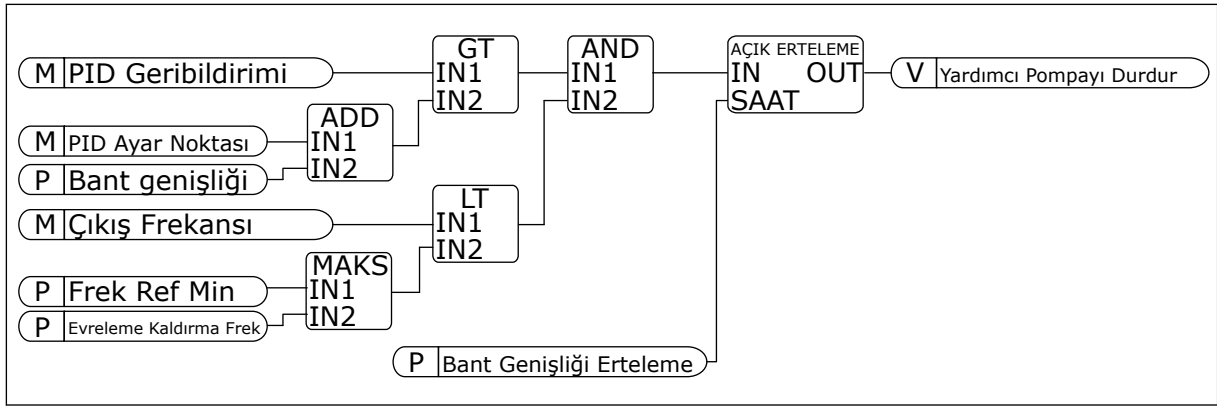 GT
AND
AÇIK ERTELEME
M PID Geribildirimi
IN1
IN1
IN OUT
V Yardımcı Pompayı Durdur
IN2
IN2
SAAT
ADD
M PID Ayar Noktası
IN1
P Bant genişliği
IN2
LT
M Çıkış Frekansı
IN1
IN2
MAKS
P Frek Ref Min
IN1
P Evreleme Kaldırma Frek
IN2
P Bant Genişliği Erteleme